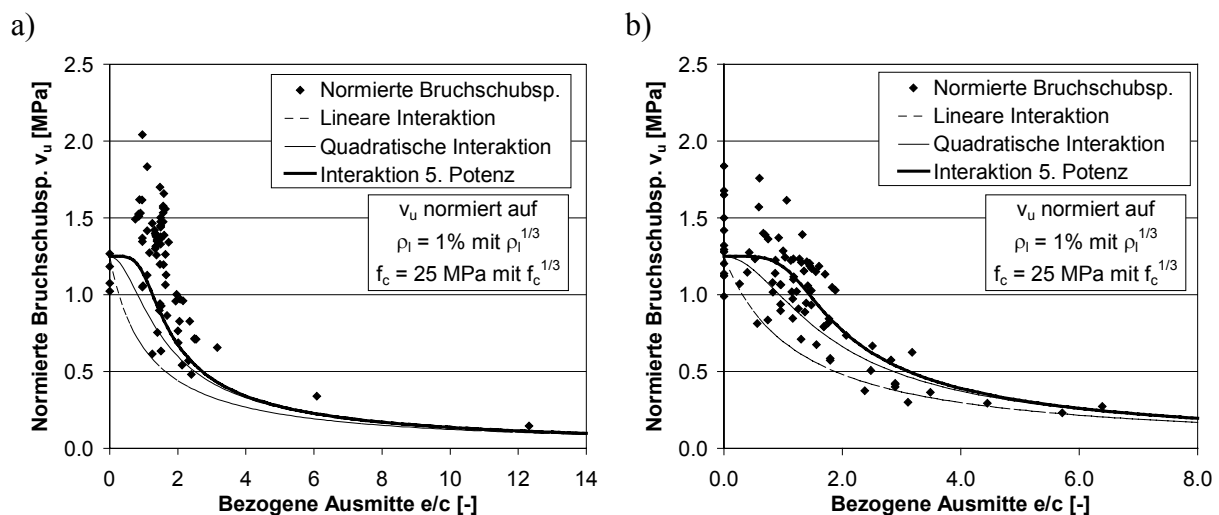 a)
Normierte Bruchschubsp. v_u [MPa]
2.5
2.0
1.5
1.0
0.5
0.0
Normierte Bruchschubsp.
Lineare Interaktion
Quadratische Interaktion
Interaktion 5. Potenz
v_u normiert auf
ρ_l = 1% mit ρ_l^{1/3}
f_c = 25 MPa mit f_c^{1/3}
0 2 4 6 8 10 12 14
Bezogene Ausmitte e/c [-]
b)
Normierte Bruchschubsp. v_u [MPa]
2.5
2.0
1.5
1.0
0.5
0.0
Normierte Bruchschubsp.
Lineare Interaktion
Quadratische Interaktion
Interaktion 5. Potenz
v_u normiert auf
ρ_l = 1% mit ρ_l^{1/3}
f_c = 25 MPa mit f_c^{1/3}
0.0 2.0 4.0 6.0 8.0
Bezogene Ausmitte e/c [-]